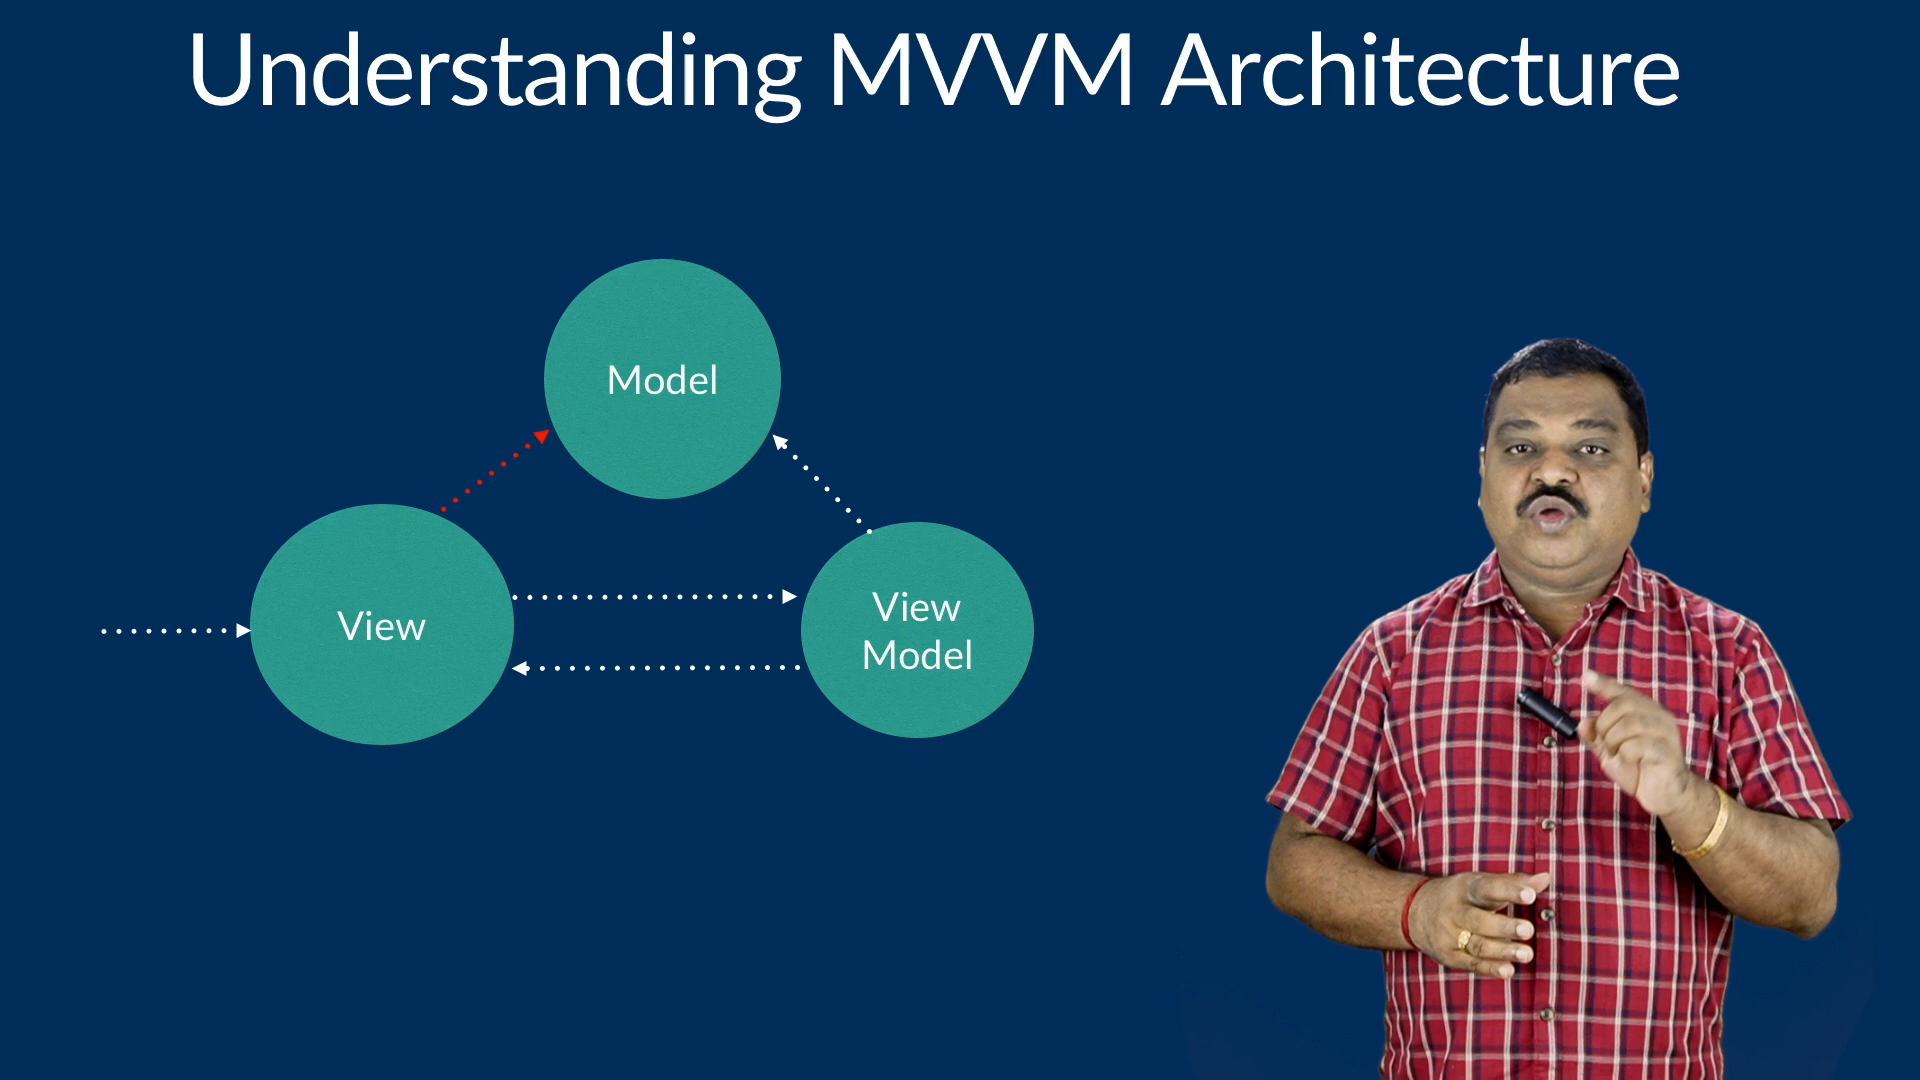 Understanding MVVM Architecture
Model
View
View
Model